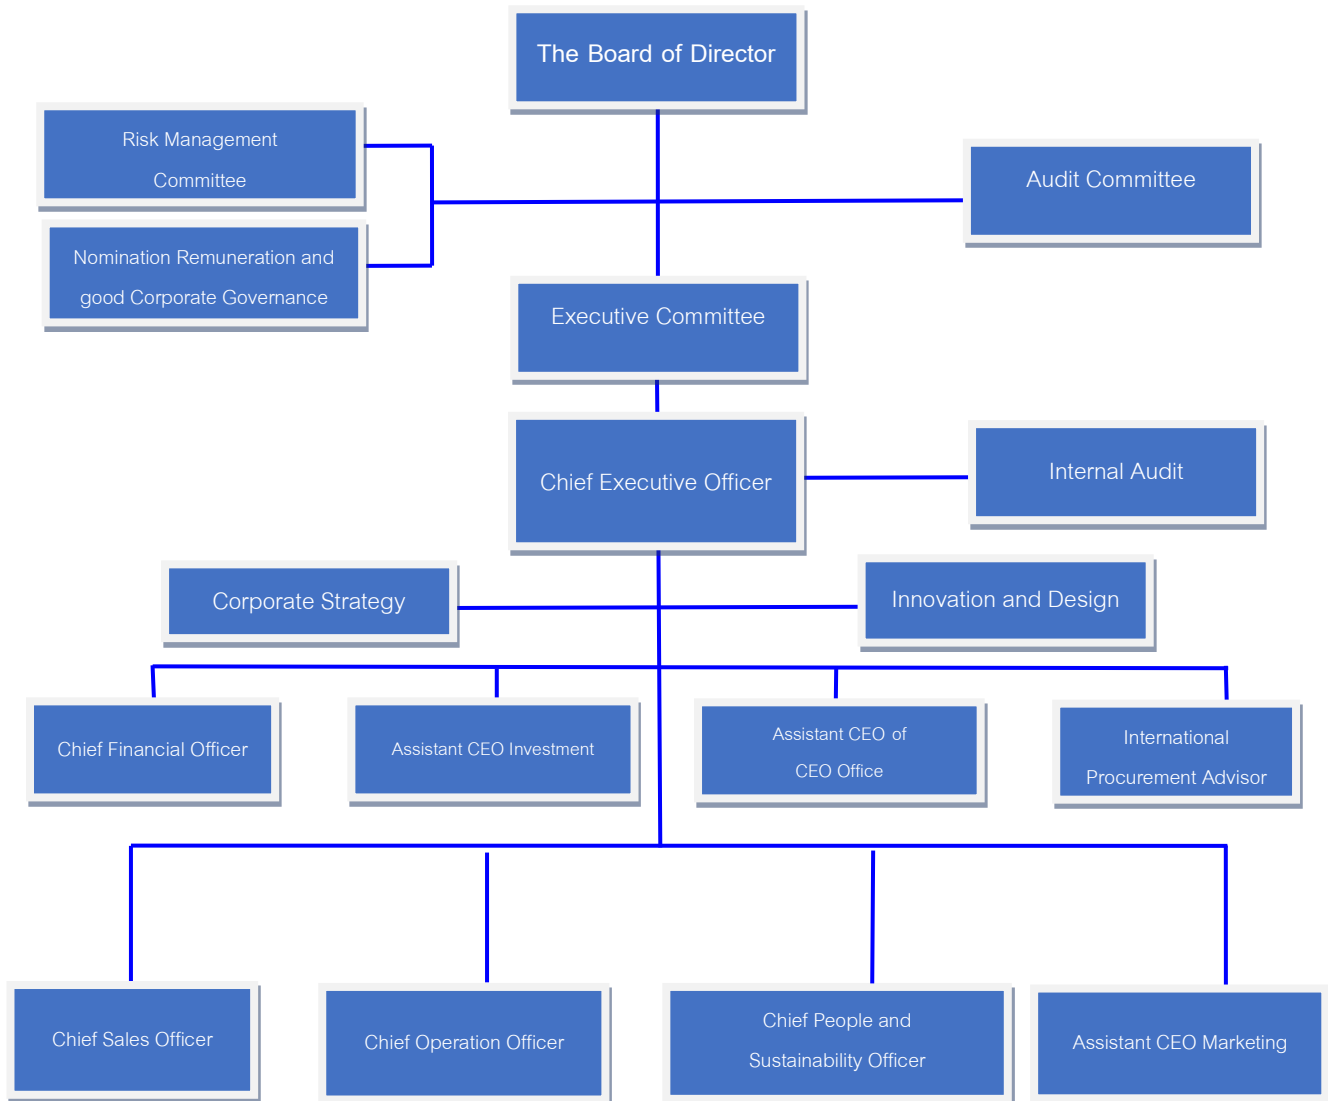 The Board of Director
Risk Management
Committee
Audit Committee
Nomination Remuneration and
good Corporate Governance
Executive Committee
Chief Executive Officer
Internal Audit
Corporate Strategy
Innovation and Design
Chief Financial Officer
Assistant CEO Investment
Assistant CEO of
CEO Office
International
Procurement Advisor
Chief Sales Officer
Chief Operation Officer
Chief People and
Sustainability Officer
Assistant CEO Marketing